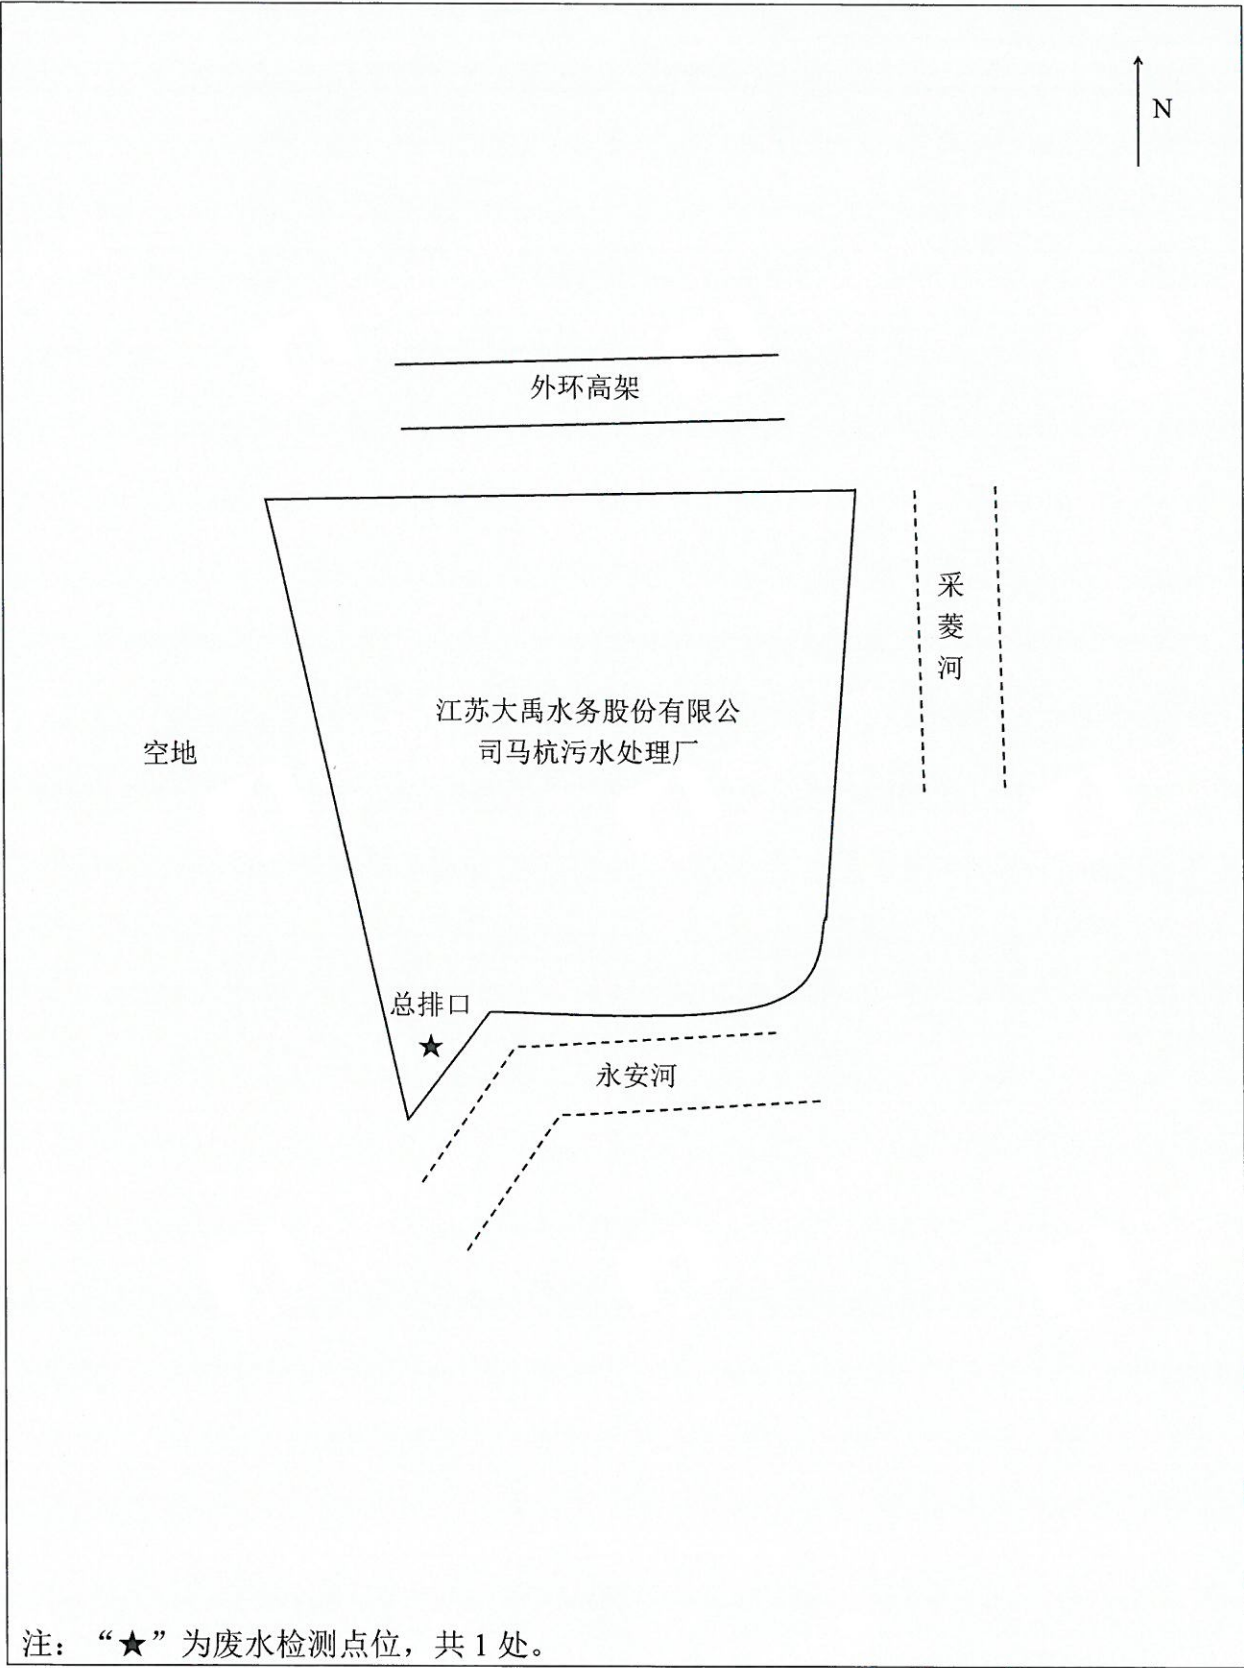 N
外环高架
采菱河
江苏大禹水务股份有限公
司马杭污水处理厂
空地
总排口
★
永安河
注：“★”为废水检测点位，共1处。